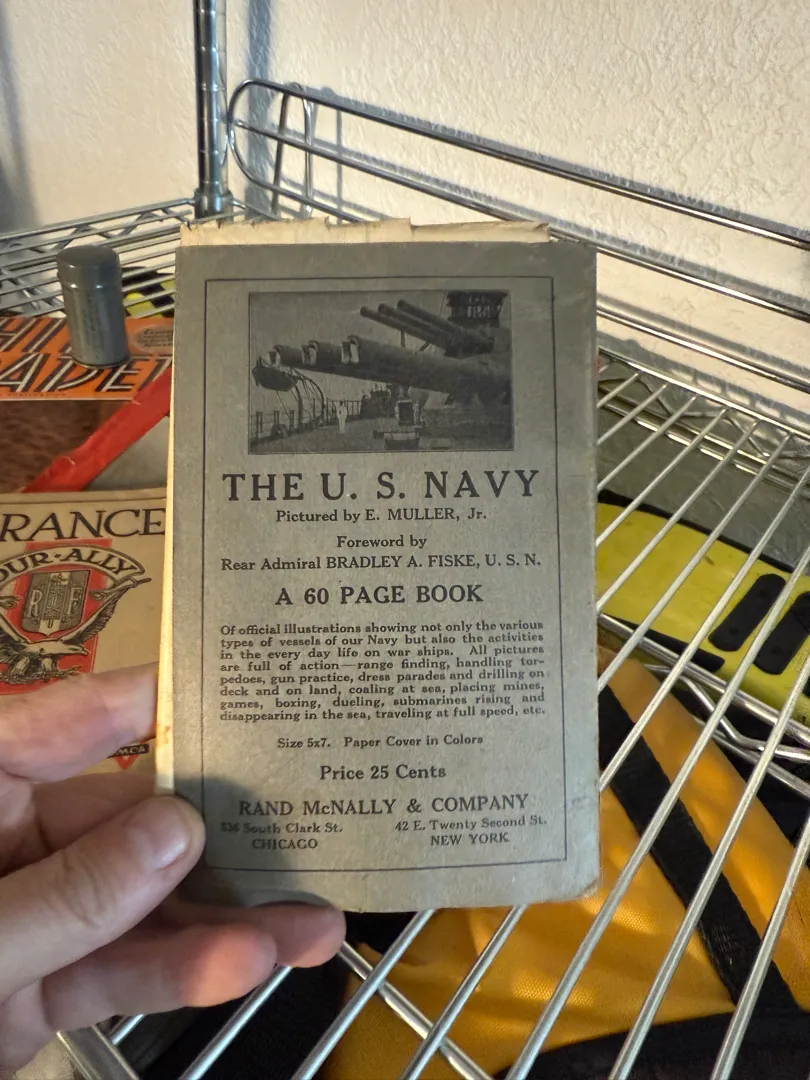 THE U. S. NAVY
Pictured by E. MULLER, Jr.
Foreword by
Rear Admiral BRADLEY A. FISKE, U. S. N.
A 60 PAGE BOOK
Of official illustrations showing not only the various
types of vessels of our Navy but also the activities
in the every day life on war ships. All pictures
are full of action—range finding, handling tor-
pedoes, gun practice, dress parades and drilling on
deck and on land, coaling at sea, placing mines,
games, boxing, dueling, submarines rising and
disappearing in the sea, traveling at full speed, etc.
Size 5x7. Paper Cover in Colors
Price 25 Cents
RAND McNALLY & COMPANY
South Clark St. 42 E. Twenty Second St.
CHICAGO NEW YORK
RANCE
OUR·ALLY
R F